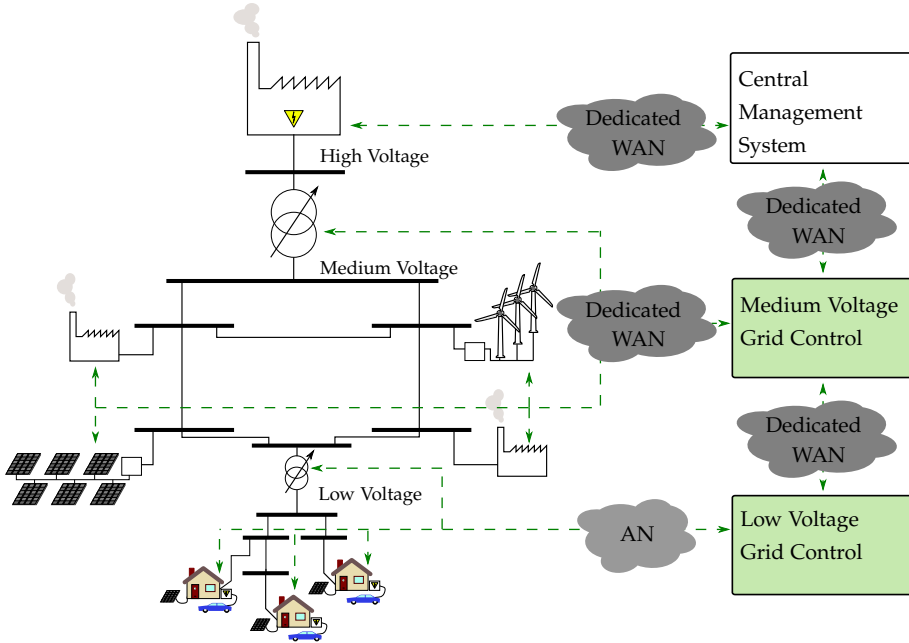 Central
Management
System
Dedicated
WAN
High Voltage
Dedicated
WAN
Medium Voltage
Medium Voltage
Grid Control
Dedicated
WAN
Dedicated
WAN
Low Voltage
Low Voltage
Grid Control
AN